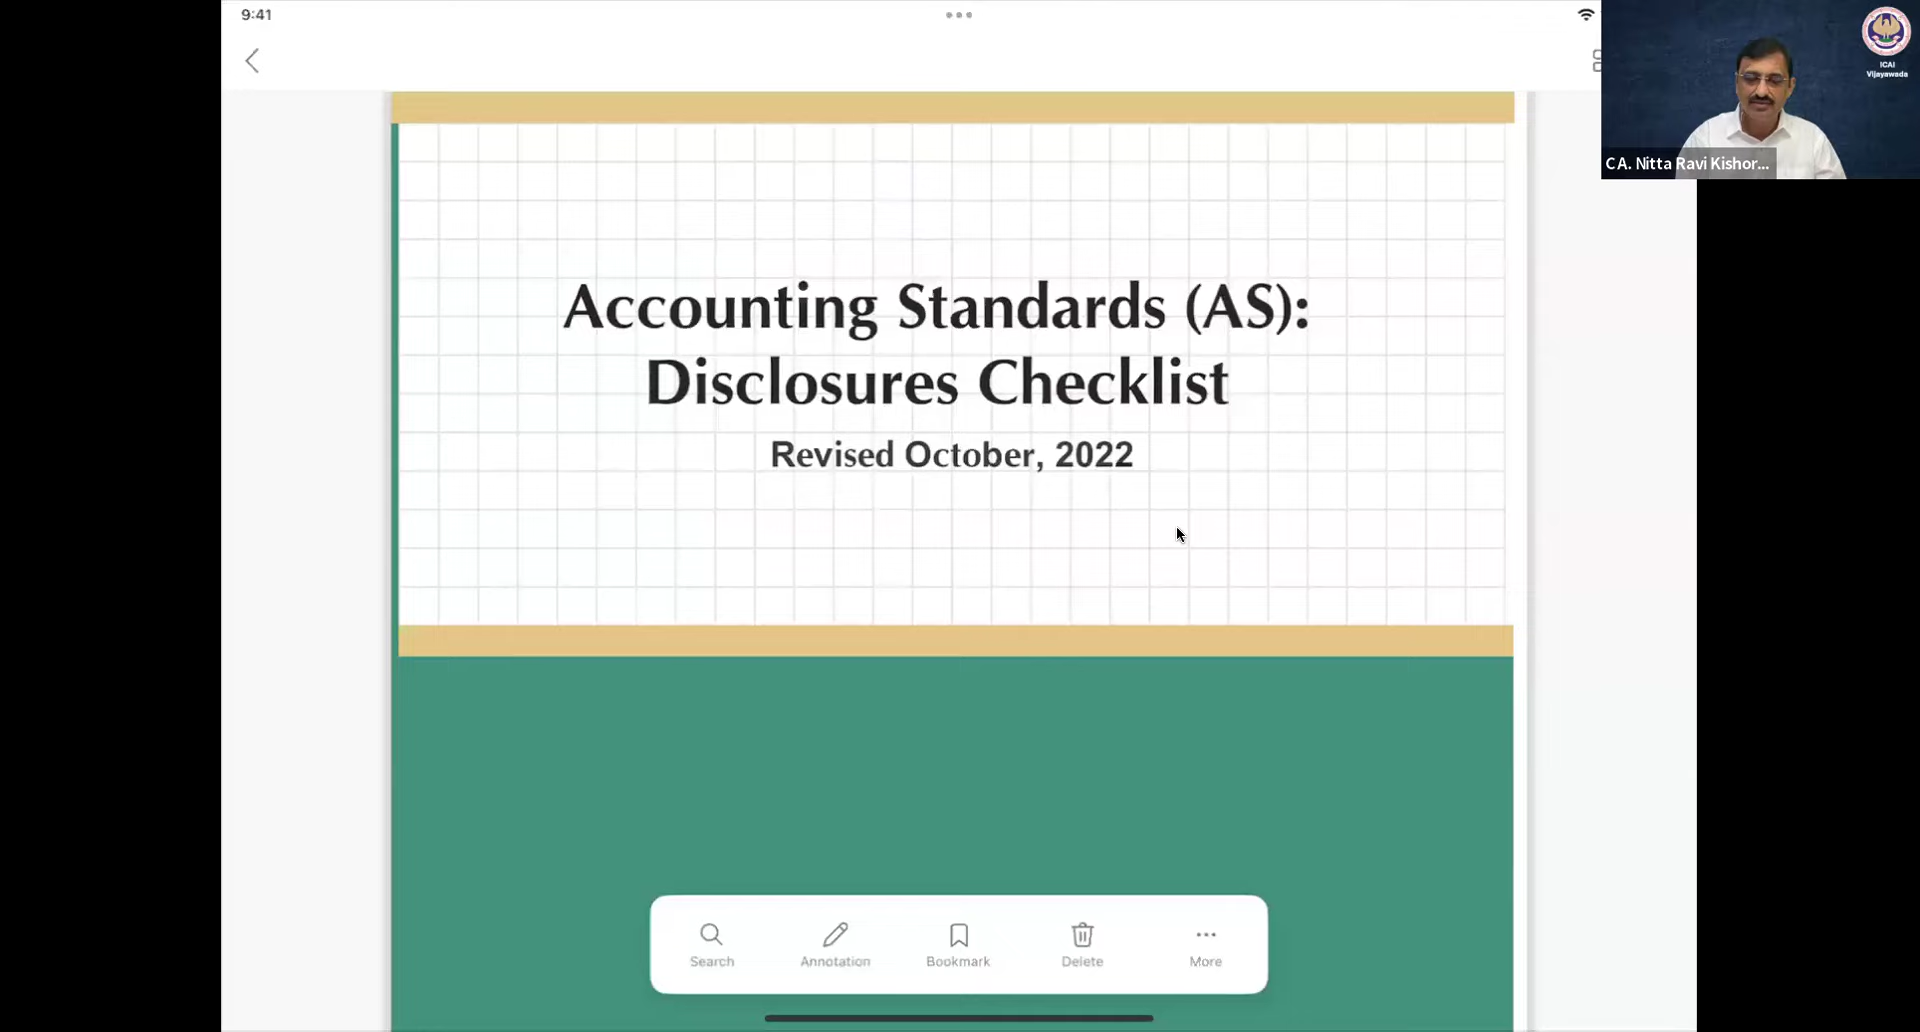 9:41
ICAI
Vijayawada
CA. Nitta Ravi Kishor...
Accounting Standards (AS):
Disclosures Checklist
Revised October, 2022
Search
Annotation
Bookmark
Delete
More